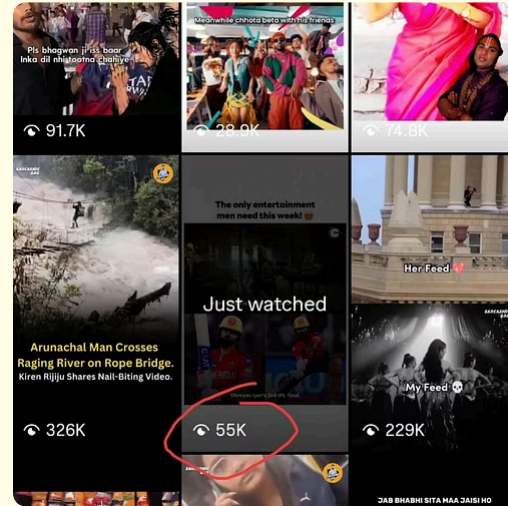 Pls bhagwan ji iss baar
Inka dil nhi tootna chahiye
91.7K
Meanwhile chhota beta with his friends
28.9K
74.8K
Arunachal Man Crosses
Raging River on Rope Bridge.
Kiren Rijiju Shares Nail-Biting Video.
326K
The only entertainment
men need this week!
Just watched
55K
Her Feed
My Feed
229K
JAB BHABHI SITA MAA JAISI HO